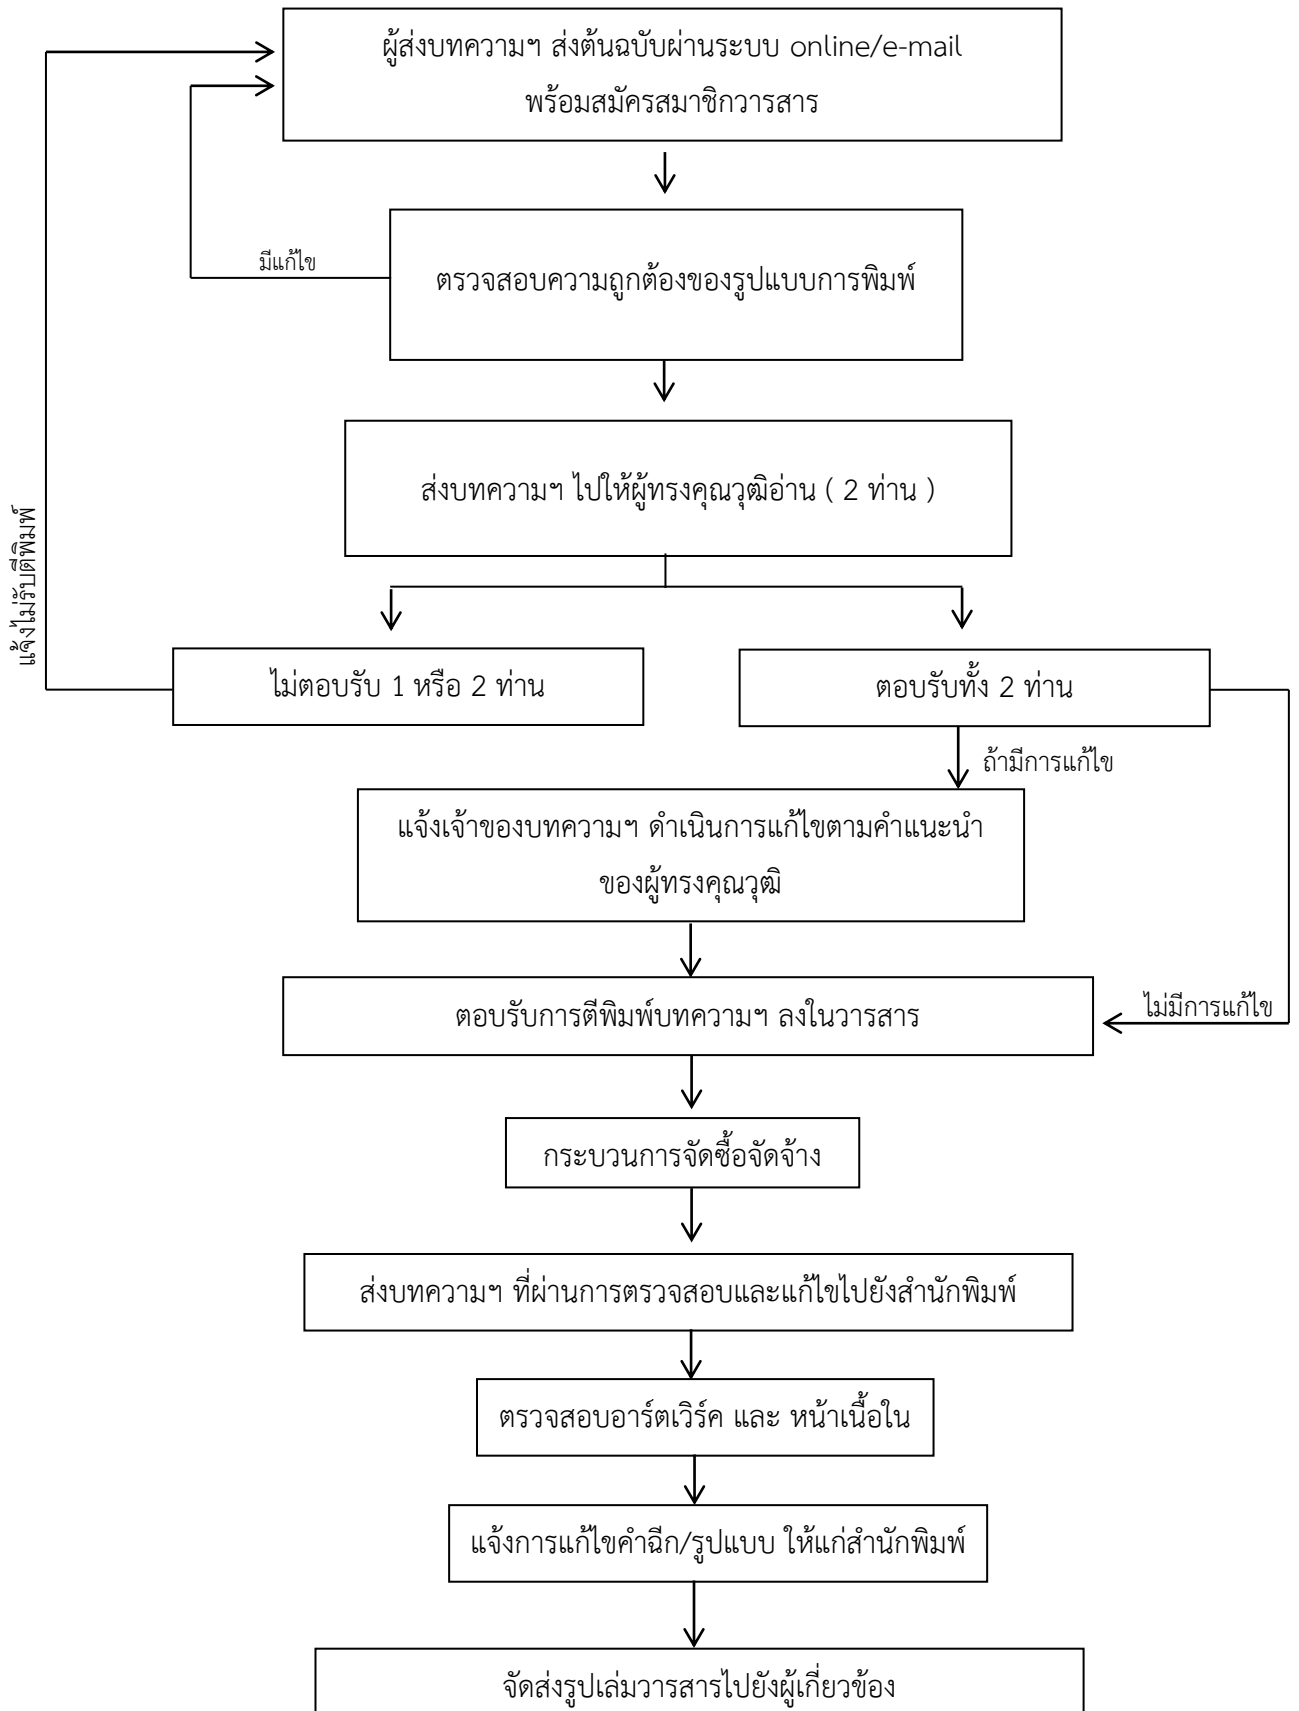 ผู้ส่งบทความฯ ส่งต้นฉบับผ่านระบบ online/e-mail
พร้อมสมัครสมาชิกวารสาร
มีแก้ไข
ตรวจสอบความถูกต้องของรูปแบบการพิมพ์
ส่งบทความฯ ไปให้ผู้ทรงคุณวุฒิอ่าน ( 2 ท่าน )
แจ้งไม่รับตีพิมพ์
ไม่ตอบรับ 1 หรือ 2 ท่าน
ตอบรับทั้ง 2 ท่าน
ถ้ามีการแก้ไข
แจ้งเจ้าของบทความฯ ดำเนินการแก้ไขตามคำแนะนำ
ของผู้ทรงคุณวุฒิ
ตอบรับการตีพิมพ์บทความฯ ลงในวารสาร
ไม่มีการแก้ไข
กระบวนการจัดซื้อจัดจ้าง
ส่งบทความฯ ที่ผ่านการตรวจสอบและแก้ไขไปยังสำนักพิมพ์
ตรวจสอบอาร์ตเวิร์ค และ หน้าเนื้อใน
แจ้งการแก้ไขคำฉีก/รูปแบบ ให้แก่สำนักพิมพ์
จัดส่งรูปเล่มวารสารไปยังผู้เกี่ยวข้อง